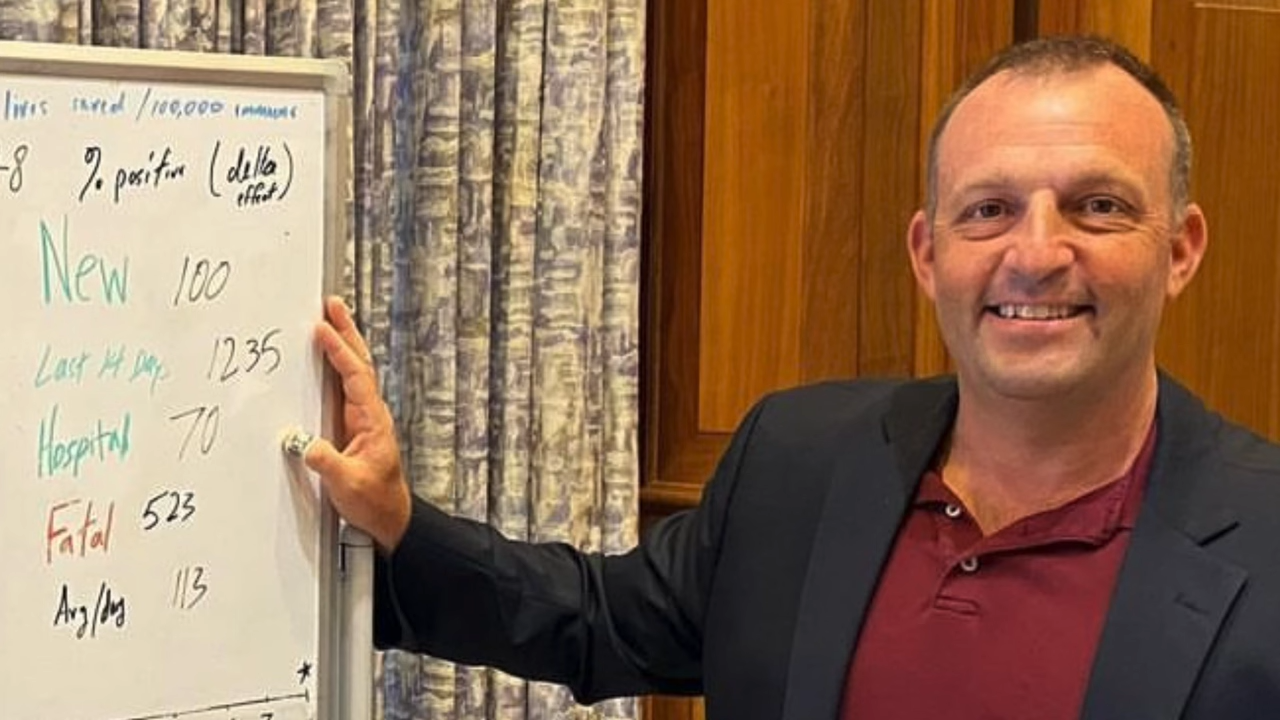 lives saved / 100,000
-8 % positive (delta effect)
New 100
Last 14 Day. 1235
Hospital 70
Fatal 523
Avg/day 113
*